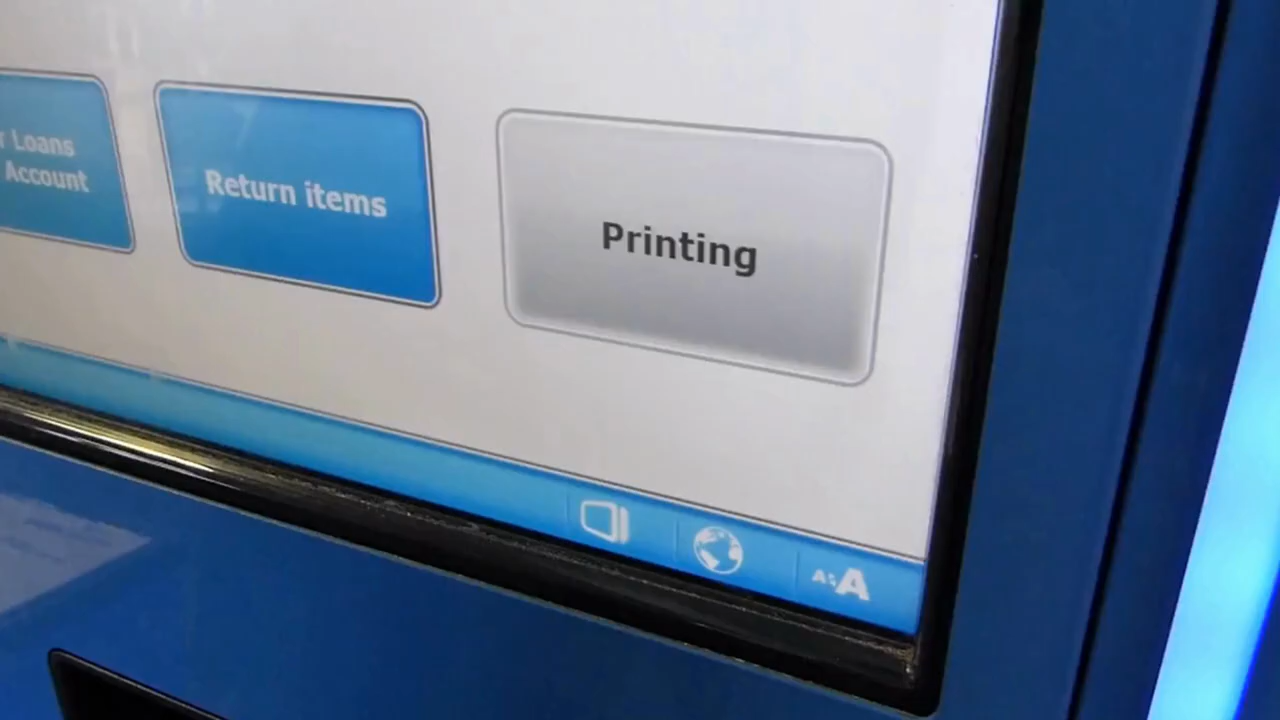 r Loans
Account
Return items
Printing
A A A